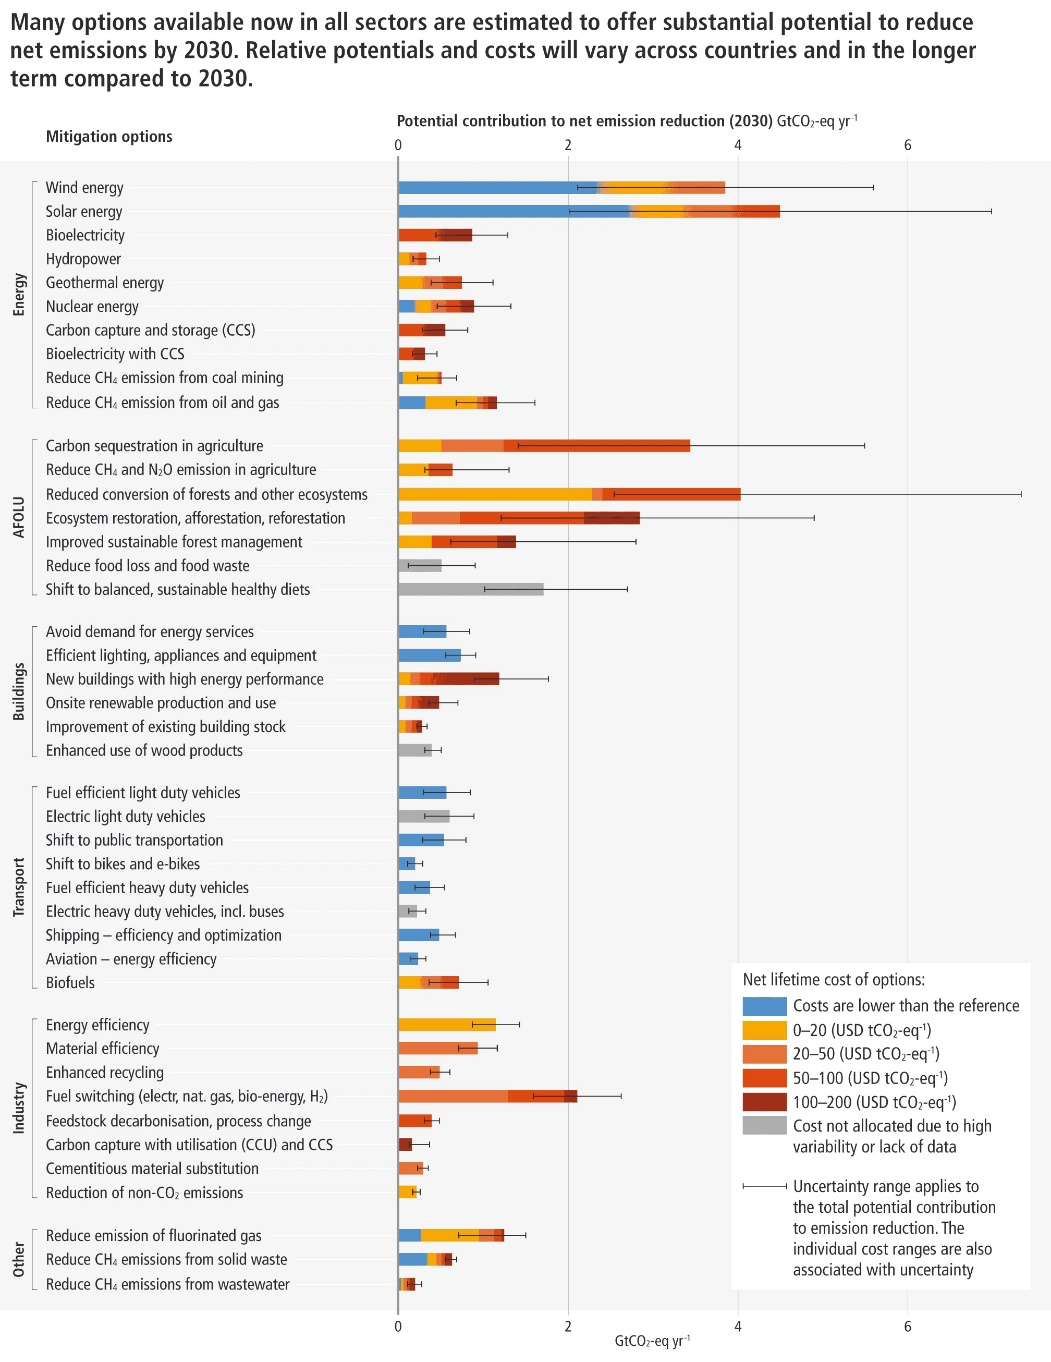 Many options available now in all sectors are estimated to offer substantial potential to reduce
net emissions by 2030. Relative potentials and costs will vary across countries and in the longer
term compared to 2030.
Potential contribution to net emission reduction (2030) GtCO₂-eq yr⁻¹
Mitigation options
0 2 4 6
Energy
Wind energy
Solar energy
Bioelectricity
Hydropower
Geothermal energy
Nuclear energy
Carbon capture and storage (CCS)
Bioelectricity with CCS
Reduce CH₄ emission from coal mining
Reduce CH₄ emission from oil and gas
AFOLU
Carbon sequestration in agriculture
Reduce CH₄ and N₂O emission in agriculture
Reduced conversion of forests and other ecosystems
Ecosystem restoration, afforestation, reforestation
Improved sustainable forest management
Reduce food loss and food waste
Shift to balanced, sustainable healthy diets
Buildings
Avoid demand for energy services
Efficient lighting, appliances and equipment
New buildings with high energy performance
Onsite renewable production and use
Improvement of existing building stock
Enhanced use of wood products
Transport
Fuel efficient light duty vehicles
Electric light duty vehicles
Shift to public transportation
Shift to bikes and e-bikes
Fuel efficient heavy duty vehicles
Electric heavy duty vehicles, incl. buses
Shipping – efficiency and optimization
Aviation – energy efficiency
Biofuels
Industry
Energy efficiency
Material efficiency
Enhanced recycling
Fuel switching (electr, nat. gas, bio-energy, H₂)
Feedstock decarbonisation, process change
Carbon capture with utilisation (CCU) and CCS
Cementitious material substitution
Reduction of non-CO₂ emissions
Other
Reduce emission of fluorinated gas
Reduce CH₄ emissions from solid waste
Reduce CH₄ emissions from wastewater
0 2 4 6
GtCO₂-eq yr⁻¹
Net lifetime cost of options:
Costs are lower than the reference
0–20 (USD tCO₂-eq⁻¹)
20–50 (USD tCO₂-eq⁻¹)
50–100 (USD tCO₂-eq⁻¹)
100–200 (USD tCO₂-eq⁻¹)
Cost not allocated due to high
variability or lack of data
Uncertainty range applies to
the total potential contribution
to emission reduction. The
individual cost ranges are also
associated with uncertainty